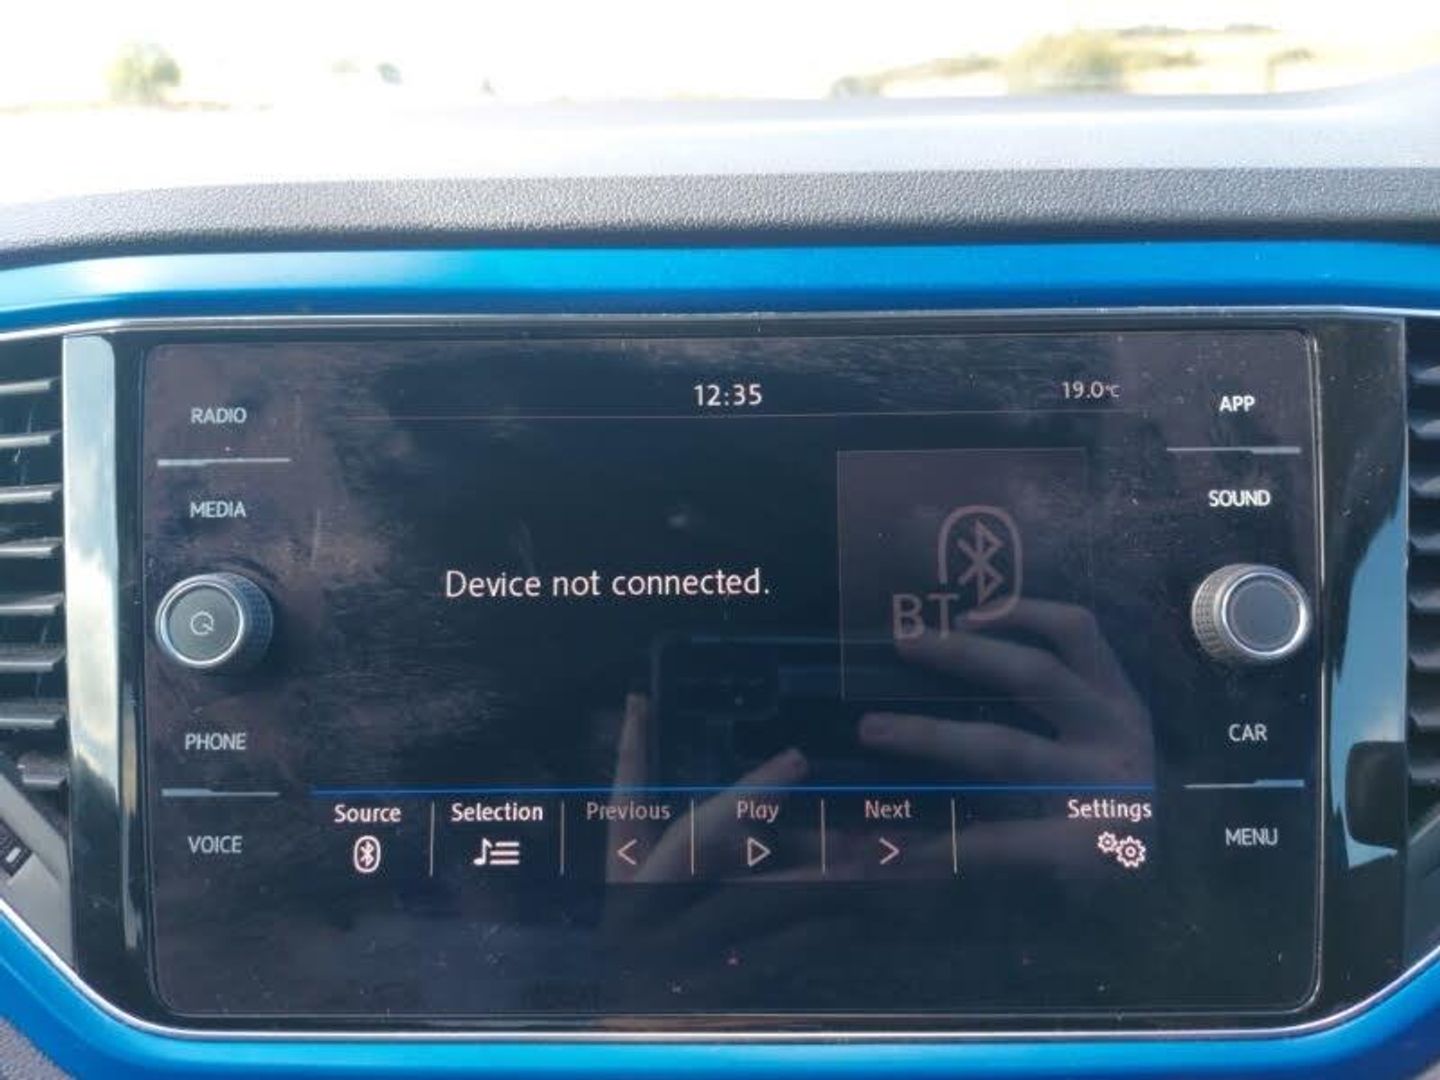 12:35
19.0°C
RADIO
MEDIA
PHONE
VOICE
Device not connected.
BT
Source
Selection
Previous
Play
Next
Settings
APP
SOUND
CAR
MENU